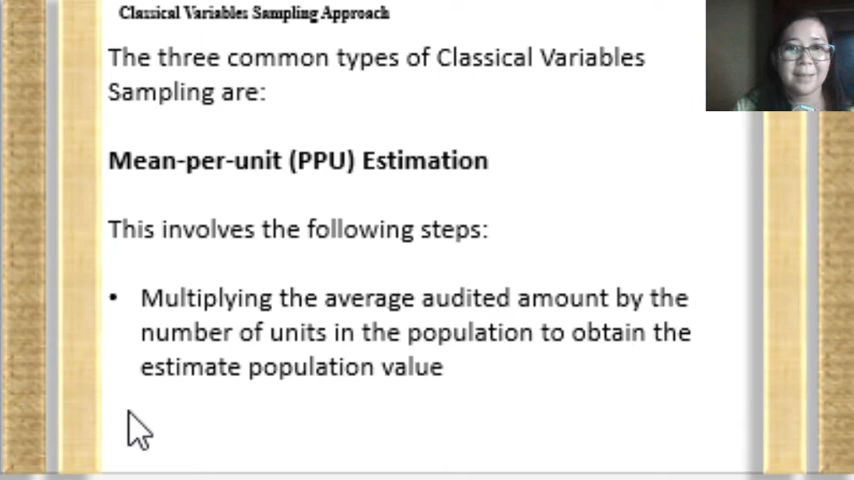 Classical Variables Sampling Approach
The three common types of Classical Variables
Sampling are:
Mean-per-unit (PPU) Estimation
This involves the following steps:
• Multiplying the average audited amount by the
number of units in the population to obtain the
estimate population value